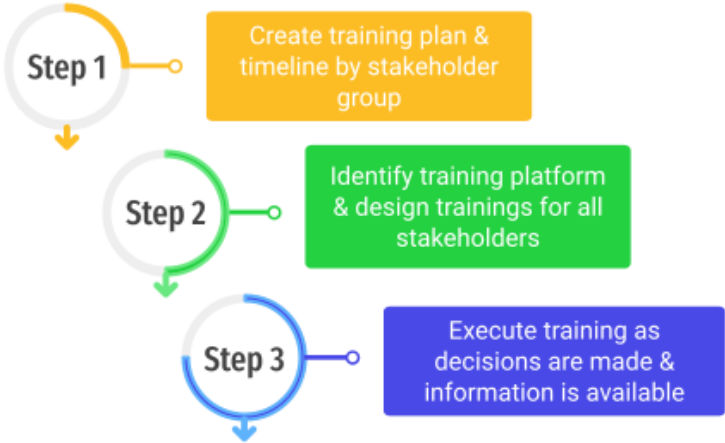 Step 1
Create training plan &
timeline by stakeholder
group
Step 2
Identify training platform
& design trainings for all
stakeholders
Step 3
Execute training as
decisions are made &
information is available